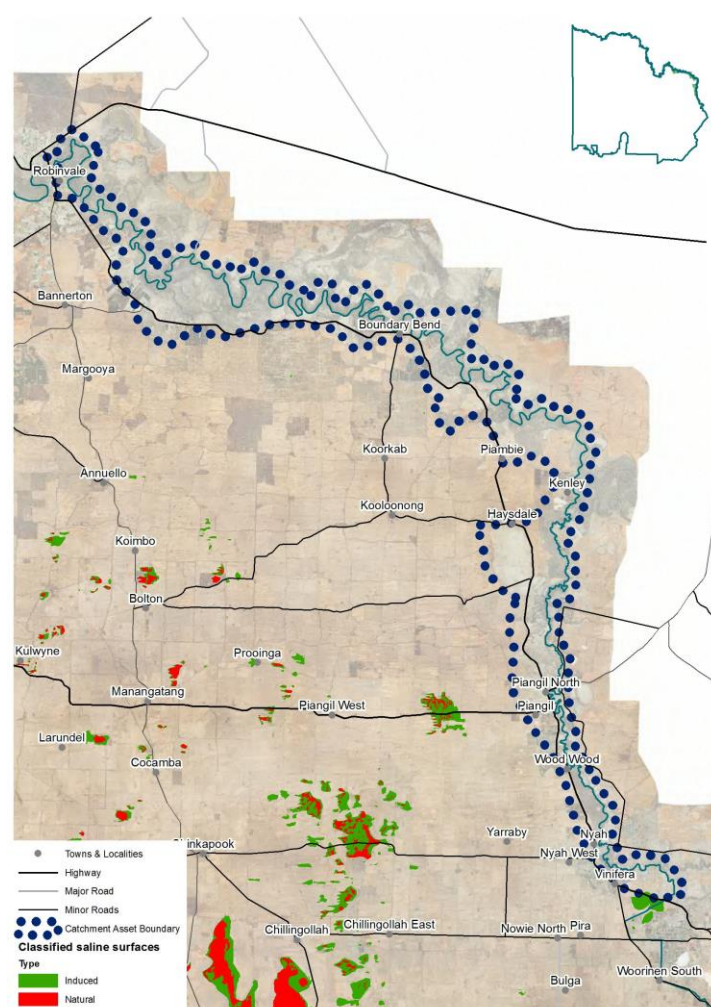 Robinvale
Bannerton
Boundary Bend
Margooya
Koorkab
Piambie
Annuello
Kenley
Kooloonong
Haysdale
Koimbo
Bolton
Kulwyne
Prooinga
Piangil North
Manangatang
Piangil West
Piangil
Larundel
Wood Wood
Cocamba
Yarraby
Nyah
inkapook
Nyah West
Vinifera
Chillingollah
Chillingollah East
Nowie North
Pira
Woorinen South
Bulga
Towns & Localities
Highway
Major Road
Minor Roads
Catchment Asset Boundary
Classified saline surfaces
Type
Induced
Natural